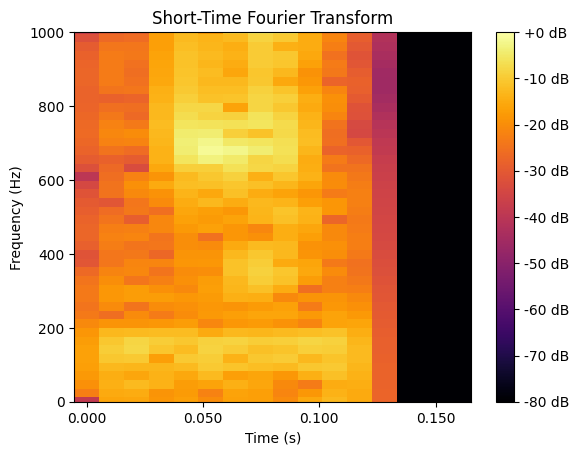 Short-Time Fourier Transform
Frequency (Hz)
1000
800
600
400
200
0
0.000
0.050
0.100
0.150
Time (s)
+0 dB
-10 dB
-20 dB
-30 dB
-40 dB
-50 dB
-60 dB
-70 dB
-80 dB